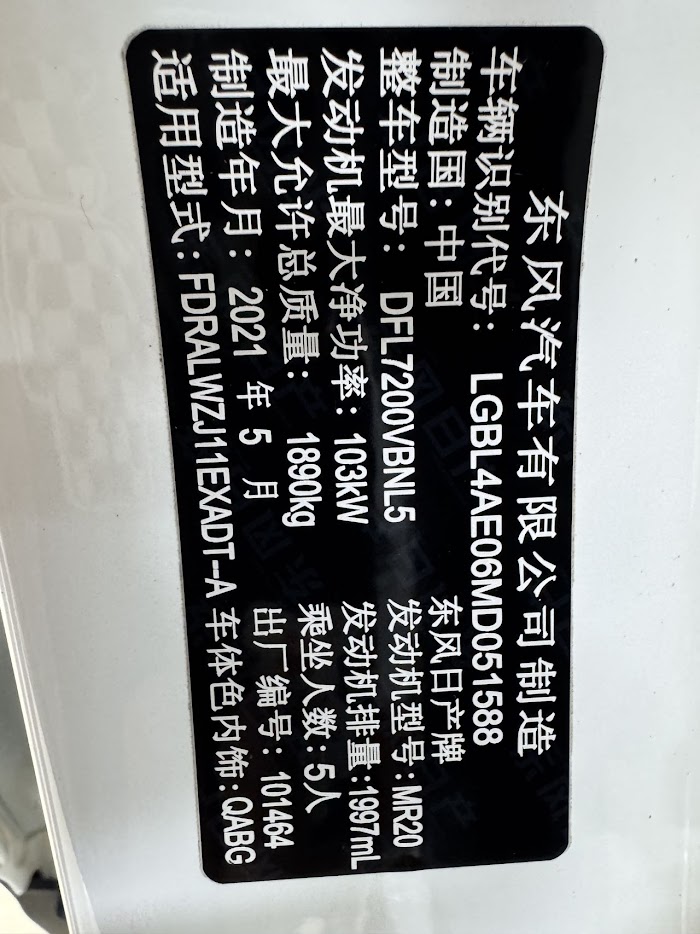 东风汽车有限公司制造
车辆识别代号: LGBL4AE06MD051588
制造国:中国 东风日产牌
整车型号: DFL7200VBNL5 发动机型号:MR20
发动机最大净功率: 103kW 发动机排量:1997mL
最大允许总质量: 1890kg 乘坐人数:5人
制造年月: 2021 年 5 月 出厂编号:101464
适用型式:FDRALWZJ11EXADT-A 车体色内饰:QABG